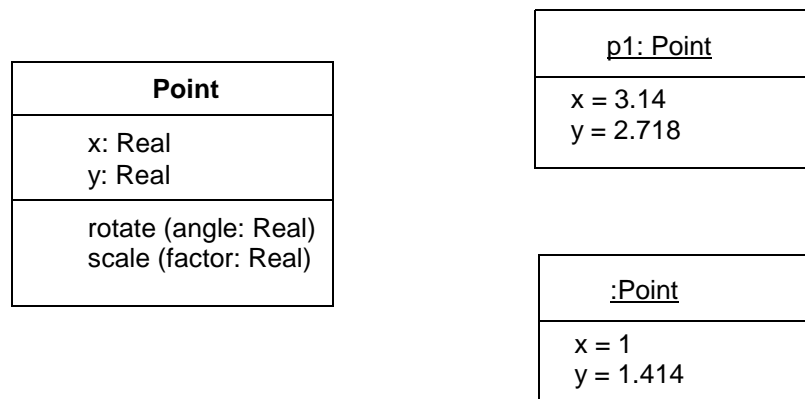 Point
x: Real
y: Real
rotate (angle: Real)
scale (factor: Real)
p1: Point
x = 3.14
y = 2.718
:Point
x = 1
y = 1.414